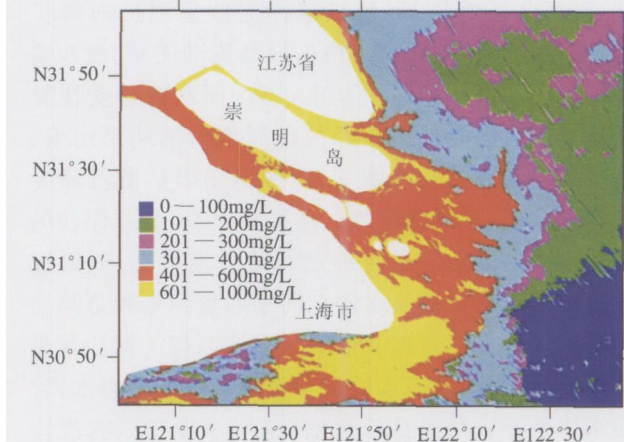 江苏省
N31°50′
崇
明
岛
N31°30′
0 — 100mg/L
101 — 200mg/L
201 — 300mg/L
N31°10′
301 — 400mg/L
401 — 600mg/L
601 — 1000mg/L
上海市
N30°50′
E121°10′ E121°30′ E121°50′ E122°10′ E122°30′